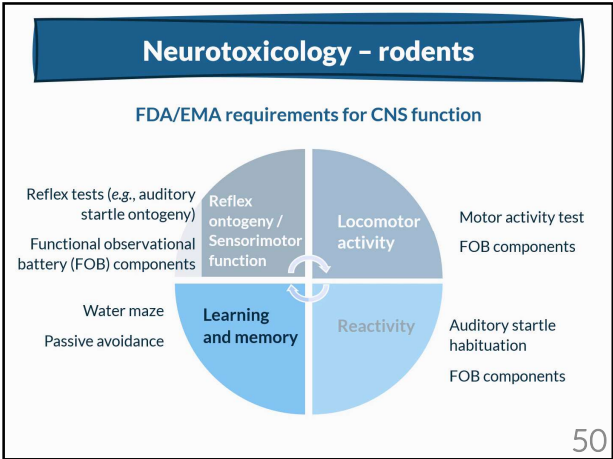 Neurotoxicology – rodents
FDA/EMA requirements for CNS function
Reflex tests (e.g., auditory
startle ontogeny)
Functional observational
battery (FOB) components
Reflex
ontogeny /
Sensorimotor
function
Locomotor
activity
Motor activity test
FOB components
Water maze
Passive avoidance
Learning
and memory
Reactivity
Auditory startle
habituation
FOB components
50